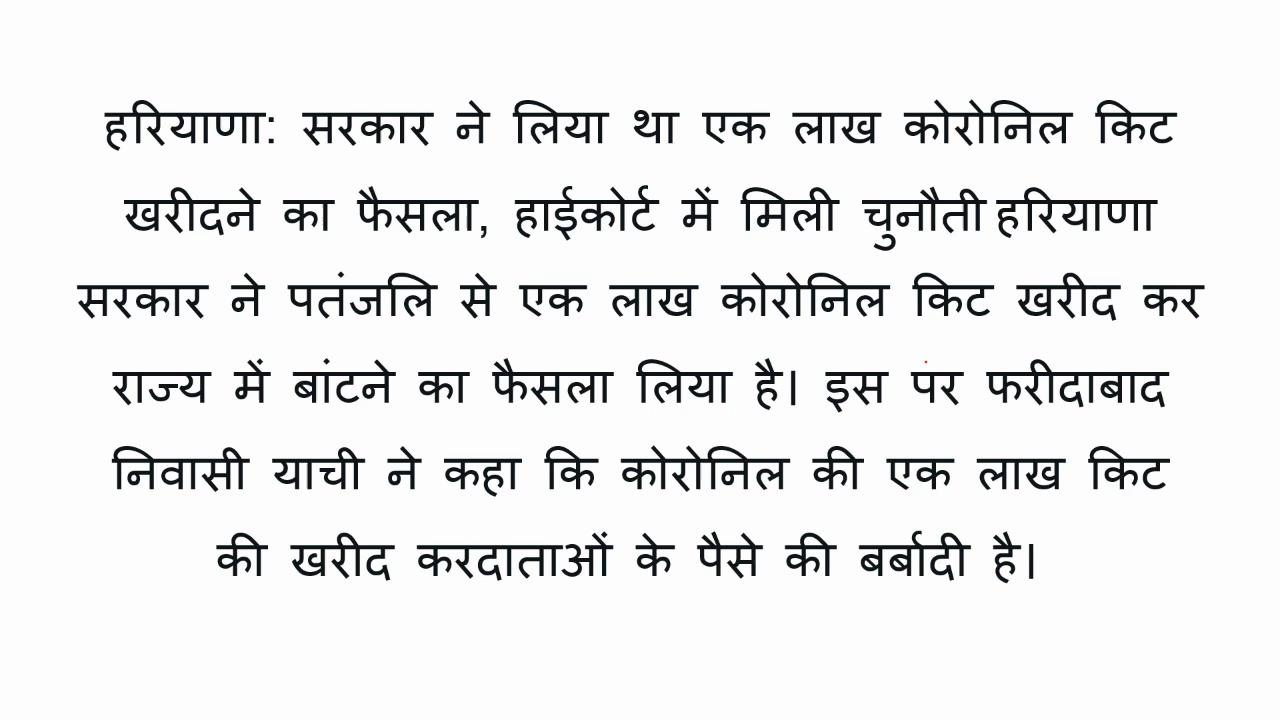 हरियाणा: सरकार ने लिया था एक लाख कोरोनिल किट
खरीदने का फैसला, हाईकोर्ट में मिली चुनौती हरियाणा
सरकार ने पतंजलि से एक लाख कोरोनिल किट खरीद कर
राज्य में बांटने का फैसला लिया है। इस पर फरीदाबाद
निवासी याची ने कहा कि कोरोनिल की एक लाख किट
की खरीद करदाताओं के पैसे की बर्बादी है।